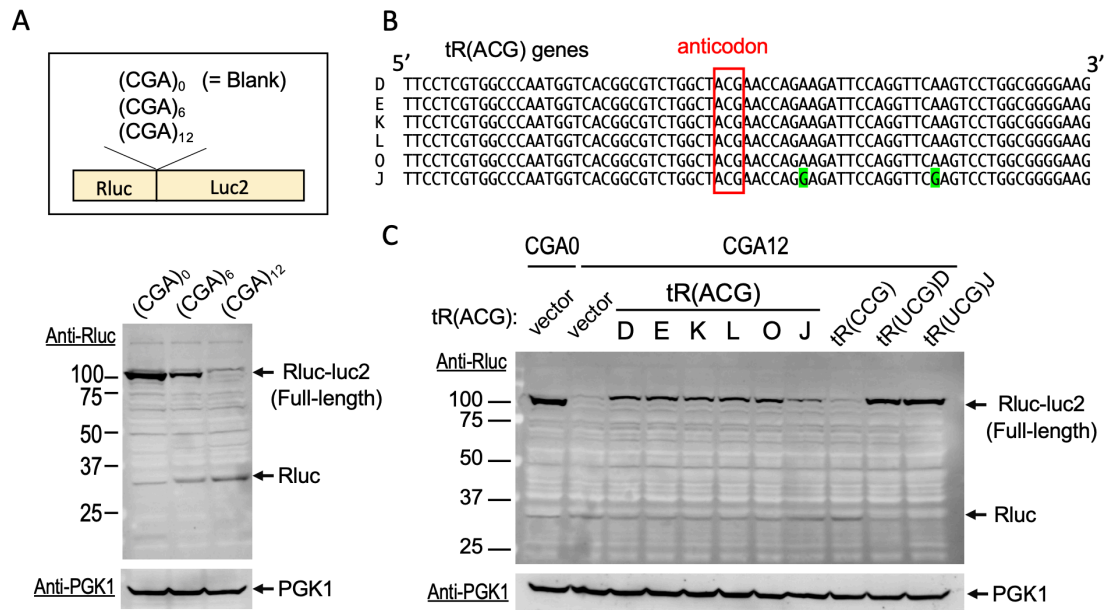 A
(CGA)₀ (= Blank)
(CGA)₆
(CGA)₁₂
Rluc Luc2
(CGA)₀ (CGA)₆ (CGA)₁₂
Anti-Rluc
100
75
50
37
25
Rluc-luc2
(Full-length)
Rluc
Anti-PGK1 PGK1
B
tR(ACG) genes anticodon
5’ 3’
D TTCCTCGTGGCCCAATGGTCACGGCGTCTGGCTACGAACCAGAAGATTCCAGGTTCAAGTCCTGGCGGGGAAG
E TTCCTCGTGGCCCAATGGTCACGGCGTCTGGCTACGAACCAGAAGATTCCAGGTTCAAGTCCTGGCGGGGAAG
K TTCCTCGTGGCCCAATGGTCACGGCGTCTGGCTACGAACCAGAAGATTCCAGGTTCAAGTCCTGGCGGGGAAG
L TTCCTCGTGGCCCAATGGTCACGGCGTCTGGCTACGAACCAGAAGATTCCAGGTTCAAGTCCTGGCGGGGAAG
O TTCCTCGTGGCCCAATGGTCACGGCGTCTGGCTACGAACCAGAAGATTCCAGGTTCAAGTCCTGGCGGGGAAG
J TTCCTCGTGGCCCAATGGTCACGGCGTCTGGCTACGAACCAGGAGATTCCAGGTTCGAGTCCTGGCGGGGAAG
C
CGA0 CGA12
tR(ACG)
tR(ACG): vector vector D E K L O J tR(CCG) tR(UCG)D tR(UCG)J
Anti-Rluc
100
75
50
37
25
Rluc-luc2
(Full-length)
Rluc
Anti-PGK1 PGK1